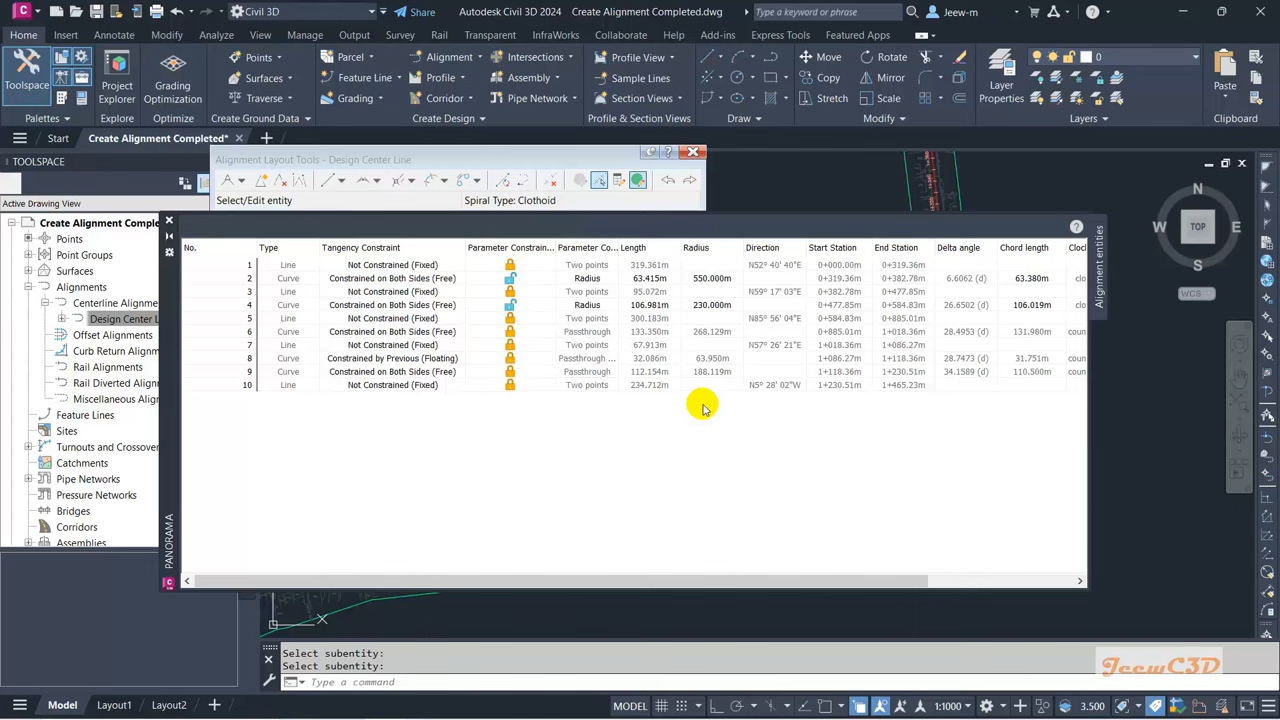 Civil 3D
Share
Autodesk Civil 3D 2024
Create Alignment Completed.dwg
Type a keyword or phrase
Jeew-m
Home Insert Annotate Modify Analyze View Manage Output Survey Rail Transparent InfraWorks Collaborate Help Add-ins Express Tools Featured Apps
Toolspace
Project Explorer
Grading Optimization
Points
Surfaces
Traverse
Parcel
Feature Line
Grading
Alignment
Profile
Corridor
Intersections
Assembly
Pipe Network
Profile View
Sample Lines
Section Views
Move
Copy
Stretch
Rotate
Mirror
Scale
Layer Properties
0
Paste
Palettes
Explore
Optimize
Create Ground Data
Create Design
Profile & Section Views
Draw
Modify
Layers
Clipboard
Start
Create Alignment Completed*
TOOLSPACE
Active Drawing View
Create Alignment Comple
Points
Point Groups
Surfaces
Alignments
Centerline Alignme
Design Center L
Offset Alignments
Curb Return Alignm
Rail Alignments
Rail Diverted Alignm
Miscellaneous Align
Feature Lines
Sites
Turnouts and Crossover
Catchments
Pipe Networks
Pressure Networks
Bridges
Corridors
Assemblies
Alignment Layout Tools - Design Center Line
Select/Edit entity
Spiral Type: Clothoid
No. Type Tangency Constraint Parameter Constrain... Parameter Co... Length Radius Direction Start Station End Station Delta angle Chord length Clocl
1 Line Not Constrained (Fixed) Two points 319.361m N52° 40' 40"E 0+000.00m 0+319.36m
2 Curve Constrained on Both Sides (Free) Radius 63.415m 550.000m 0+319.36m 0+382.78m 6.6062 (d) 63.380m clo
3 Line Not Constrained (Fixed) Two points 95.072m N59° 17' 03"E 0+382.78m 0+477.85m
4 Curve Constrained on Both Sides (Free) Radius 106.981m 230.000m 0+477.85m 0+584.83m 26.6502 (d) 106.019m clo
5 Line Not Constrained (Fixed) Two points 300.183m N85° 56' 04"E 0+584.83m 0+885.01m
6 Curve Constrained on Both Sides (Free) Passthrough 133.350m 268.129m 0+885.01m 1+018.36m 28.4953 (d) 131.980m coun
7 Line Not Constrained (Fixed) Two points 67.913m N57° 26' 21"E 1+018.36m 1+086.27m
8 Curve Constrained by Previous (Floating) Passthrough ... 32.086m 63.950m 1+086.27m 1+118.36m 28.7473 (d) 31.751m coun
9 Curve Constrained on Both Sides (Free) Passthrough 112.154m 188.119m 1+118.36m 1+230.51m 34.1589 (d) 110.500m coun
10 Line Not Constrained (Fixed) Two points 234.712m N5° 28' 02"W 1+230.51m 1+465.23m
Alignment entities
PANORAMA
N
W TOP E
S
WCS
X
Select subentity:
Select subentity:
Type a command
JeewC3D
Model Layout1 Layout2
MODEL
1:1000
3.500